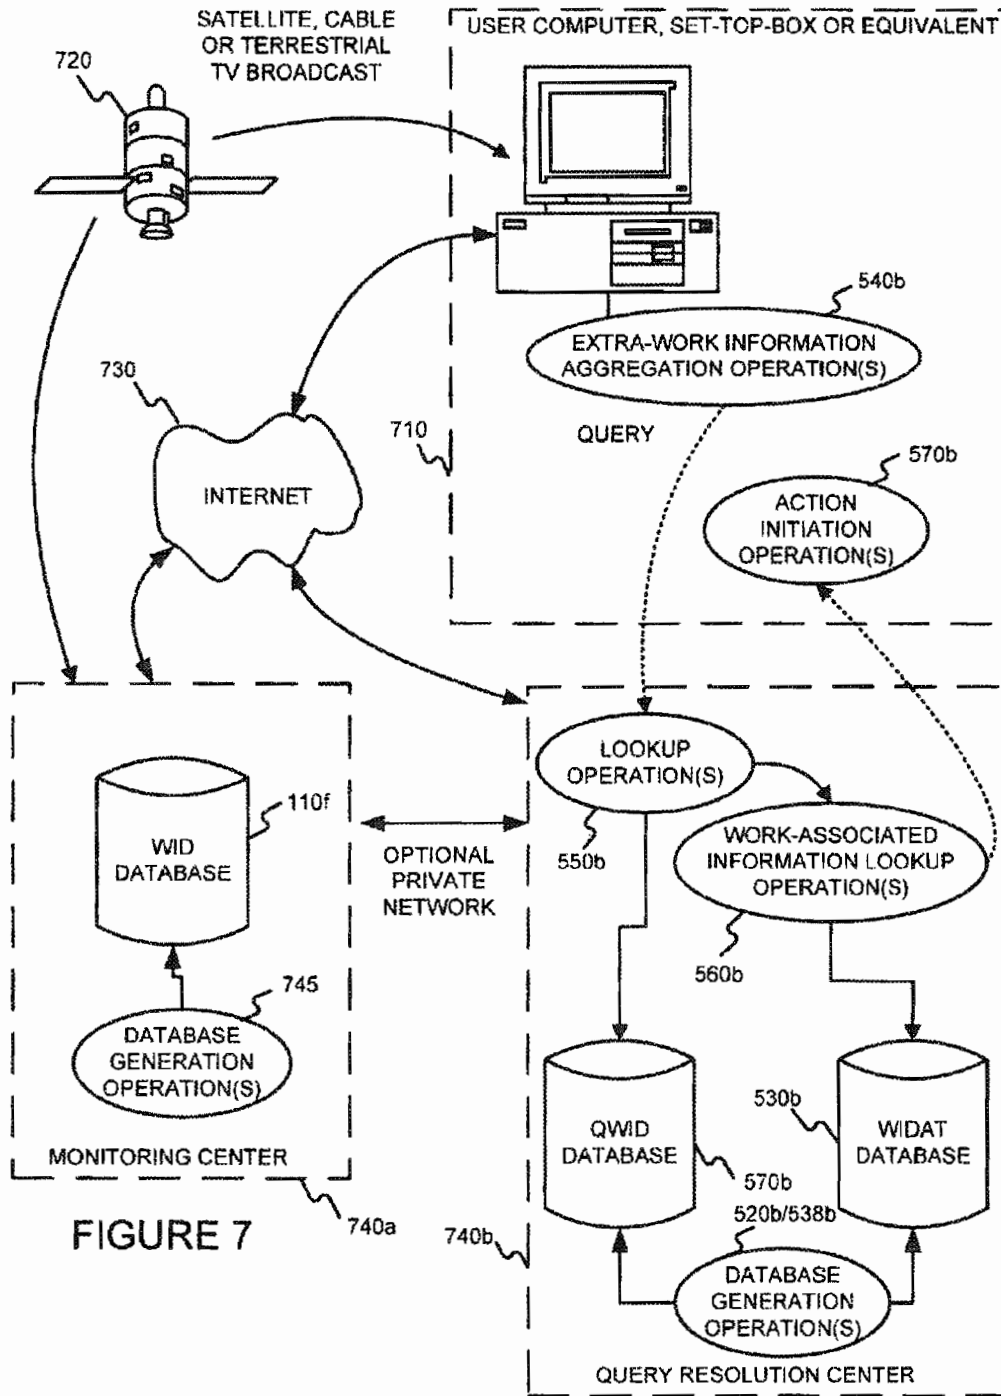 SATELLITE, CABLE
OR TERRESTRIAL
TV BROADCAST
720
USER COMPUTER, SET-TOP-BOX OR EQUIVALENT
540b
EXTRA-WORK INFORMATION
AGGREGATION OPERATION(S)
730
710
QUERY
570b
INTERNET
ACTION
INITIATION
OPERATION(S)
LOOKUP
OPERATION(S)
110f
WID
DATABASE
OPTIONAL
PRIVATE
NETWORK
550b
WORK-ASSOCIATED
INFORMATION LOOKUP
OPERATION(S)
560b
745
DATABASE
GENERATION
OPERATION(S)
530b
QWID
DATABASE
WIDAT
DATABASE
MONITORING CENTER
570b
740a
FIGURE 7
740b
520b/538b
DATABASE
GENERATION
OPERATION(S)
QUERY RESOLUTION CENTER